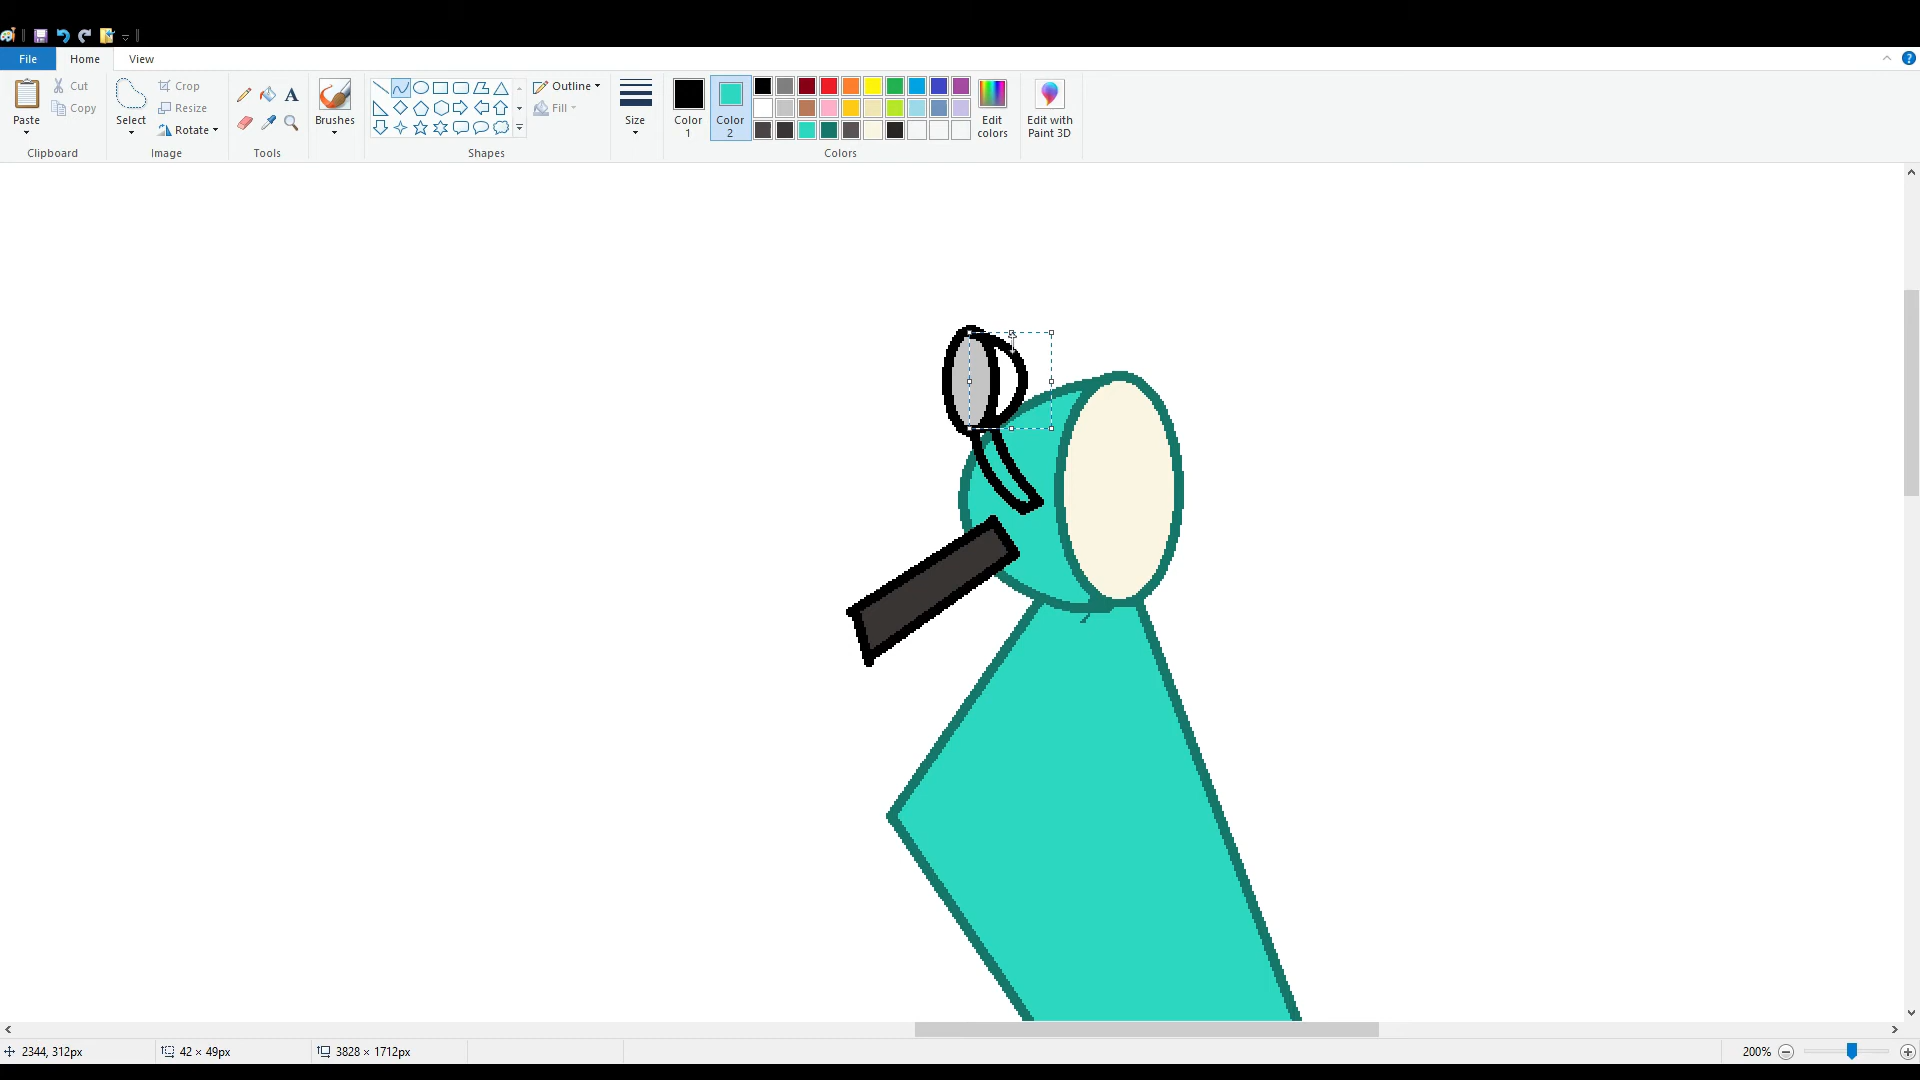 File
Home
View
Paste
Cut
Copy
Clipboard
Select
Crop
Resize
Rotate
Image
A
Tools
Brushes
Outline
Fill
Shapes
Size
Color
1
Color
2
Edit
colors
Colors
Edit with
Paint 3D
?
2344, 312px
42 × 49px
3828 × 1712px
200%